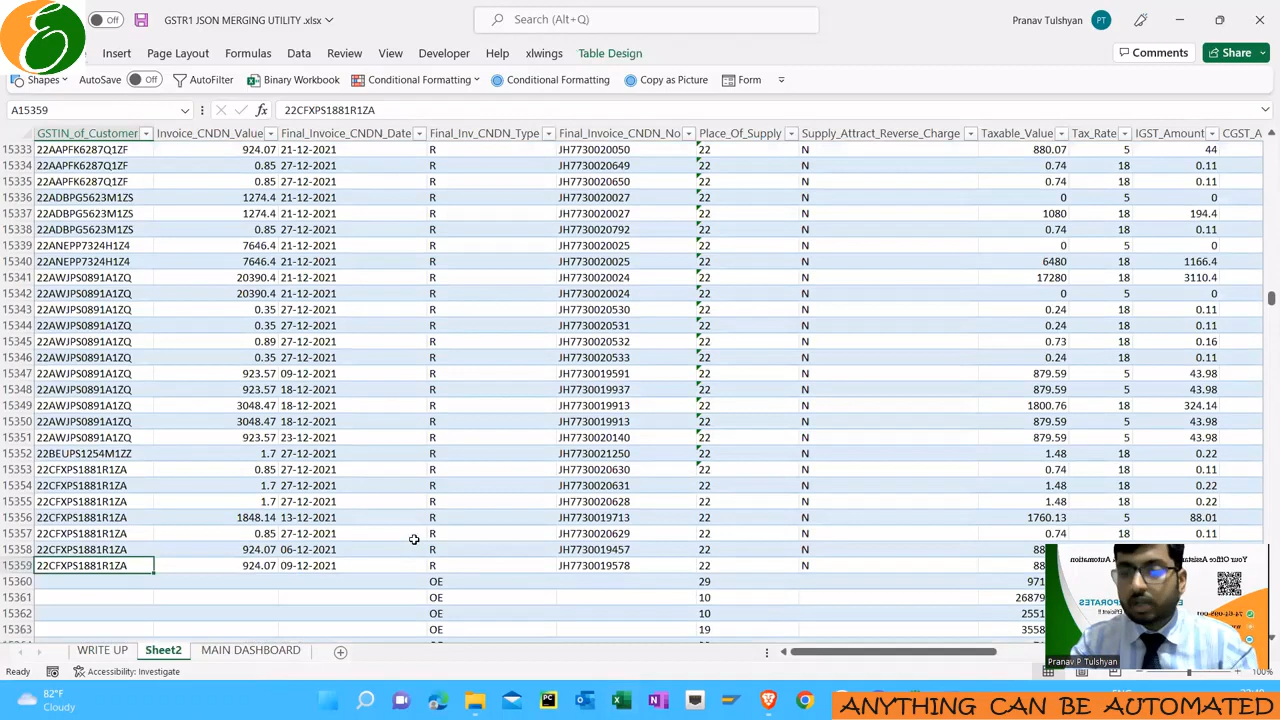 Off GSTR1 JSON MERGING UTILITY .xlsx Search (Alt+Q) Pranav Tulshyan PT
Insert Page Layout Formulas Data Review View Developer Help xlwings Table Design Comments Share
Shapes AutoSave Off AutoFilter Binary Workbook Conditional Formatting Conditional Formatting Copy as Picture Form
A15359 fx 22CFXPS1881R1ZA
GSTIN_of_Customer Invoice_CNDN_Value Final_Invoice_CNDN_Date Final_Inv_CNDN_Type Final_Invoice_CNDN_No Place_Of_Supply Supply_Attract_Reverse_Charge Taxable_Value Tax_Rate IGST_Amount CGST_A
15333 22AAPFK6287Q1ZF 924.07 21-12-2021 R JH7730020050 22 N 880.07 5 44
15334 22AAPFK6287Q1ZF 0.85 27-12-2021 R JH7730020649 22 N 0.74 18 0.11
15335 22AAPFK6287Q1ZF 0.85 27-12-2021 R JH7730020650 22 N 0.74 18 0.11
15336 22ADBPG5623M1ZS 1274.4 21-12-2021 R JH7730020027 22 N 0 5 0
15337 22ADBPG5623M1ZS 1274.4 21-12-2021 R JH7730020027 22 N 1080 18 194.4
15338 22ADBPG5623M1ZS 0.85 27-12-2021 R JH7730020792 22 N 0.74 18 0.11
15339 22ANEPP7324H1Z4 7646.4 21-12-2021 R JH7730020025 22 N 0 5 0
15340 22ANEPP7324H1Z4 7646.4 21-12-2021 R JH7730020025 22 N 6480 18 1166.4
15341 22AWJPS0891A1ZQ 20390.4 21-12-2021 R JH7730020024 22 N 17280 18 3110.4
15342 22AWJPS0891A1ZQ 20390.4 21-12-2021 R JH7730020024 22 N 0 5 0
15343 22AWJPS0891A1ZQ 0.35 27-12-2021 R JH7730020530 22 N 0.24 18 0.11
15344 22AWJPS0891A1ZQ 0.35 27-12-2021 R JH7730020531 22 N 0.24 18 0.11
15345 22AWJPS0891A1ZQ 0.89 27-12-2021 R JH7730020532 22 N 0.73 18 0.16
15346 22AWJPS0891A1ZQ 0.35 27-12-2021 R JH7730020533 22 N 0.24 18 0.11
15347 22AWJPS0891A1ZQ 923.57 09-12-2021 R JH7730019591 22 N 879.59 5 43.98
15348 22AWJPS0891A1ZQ 923.57 18-12-2021 R JH7730019937 22 N 879.59 5 43.98
15349 22AWJPS0891A1ZQ 3048.47 18-12-2021 R JH7730019913 22 N 1800.76 18 324.14
15350 22AWJPS0891A1ZQ 3048.47 18-12-2021 R JH7730019913 22 N 879.59 5 43.98
15351 22AWJPS0891A1ZQ 923.57 23-12-2021 R JH7730020140 22 N 879.59 5 43.98
15352 22BEUPS1254M1ZZ 1.7 27-12-2021 R JH7730021250 22 N 1.48 18 0.22
15353 22CFXPS1881R1ZA 0.85 27-12-2021 R JH7730020630 22 N 0.74 18 0.11
15354 22CFXPS1881R1ZA 1.7 27-12-2021 R JH7730020631 22 N 1.48 18 0.22
15355 22CFXPS1881R1ZA 1.7 27-12-2021 R JH7730020628 22 N 1.48 18 0.22
15356 22CFXPS1881R1ZA 1848.14 13-12-2021 R JH7730019713 22 N 1760.13 5 88.01
15357 22CFXPS1881R1ZA 0.85 27-12-2021 R JH7730020629 22 N 0.74 18 0.11
15358 22CFXPS1881R1ZA 924.07 06-12-2021 R JH7730019457 22 N 88
15359 22CFXPS1881R1ZA 924.07 09-12-2021 R JH7730019578 22 N 88
15360 OE 29 971
15361 OE 10 26879
15362 OE 10 2551
15363 OE 19 3558
Your Office Assistant
Office Automation
PORATES
Efficient !!
Pranav P Tulshyan
WRITE UP Sheet2 MAIN DASHBOARD
Ready Accessibility: Investigate 100%
82°F
Cloudy
ANYTHING CAN BE AUTOMATED